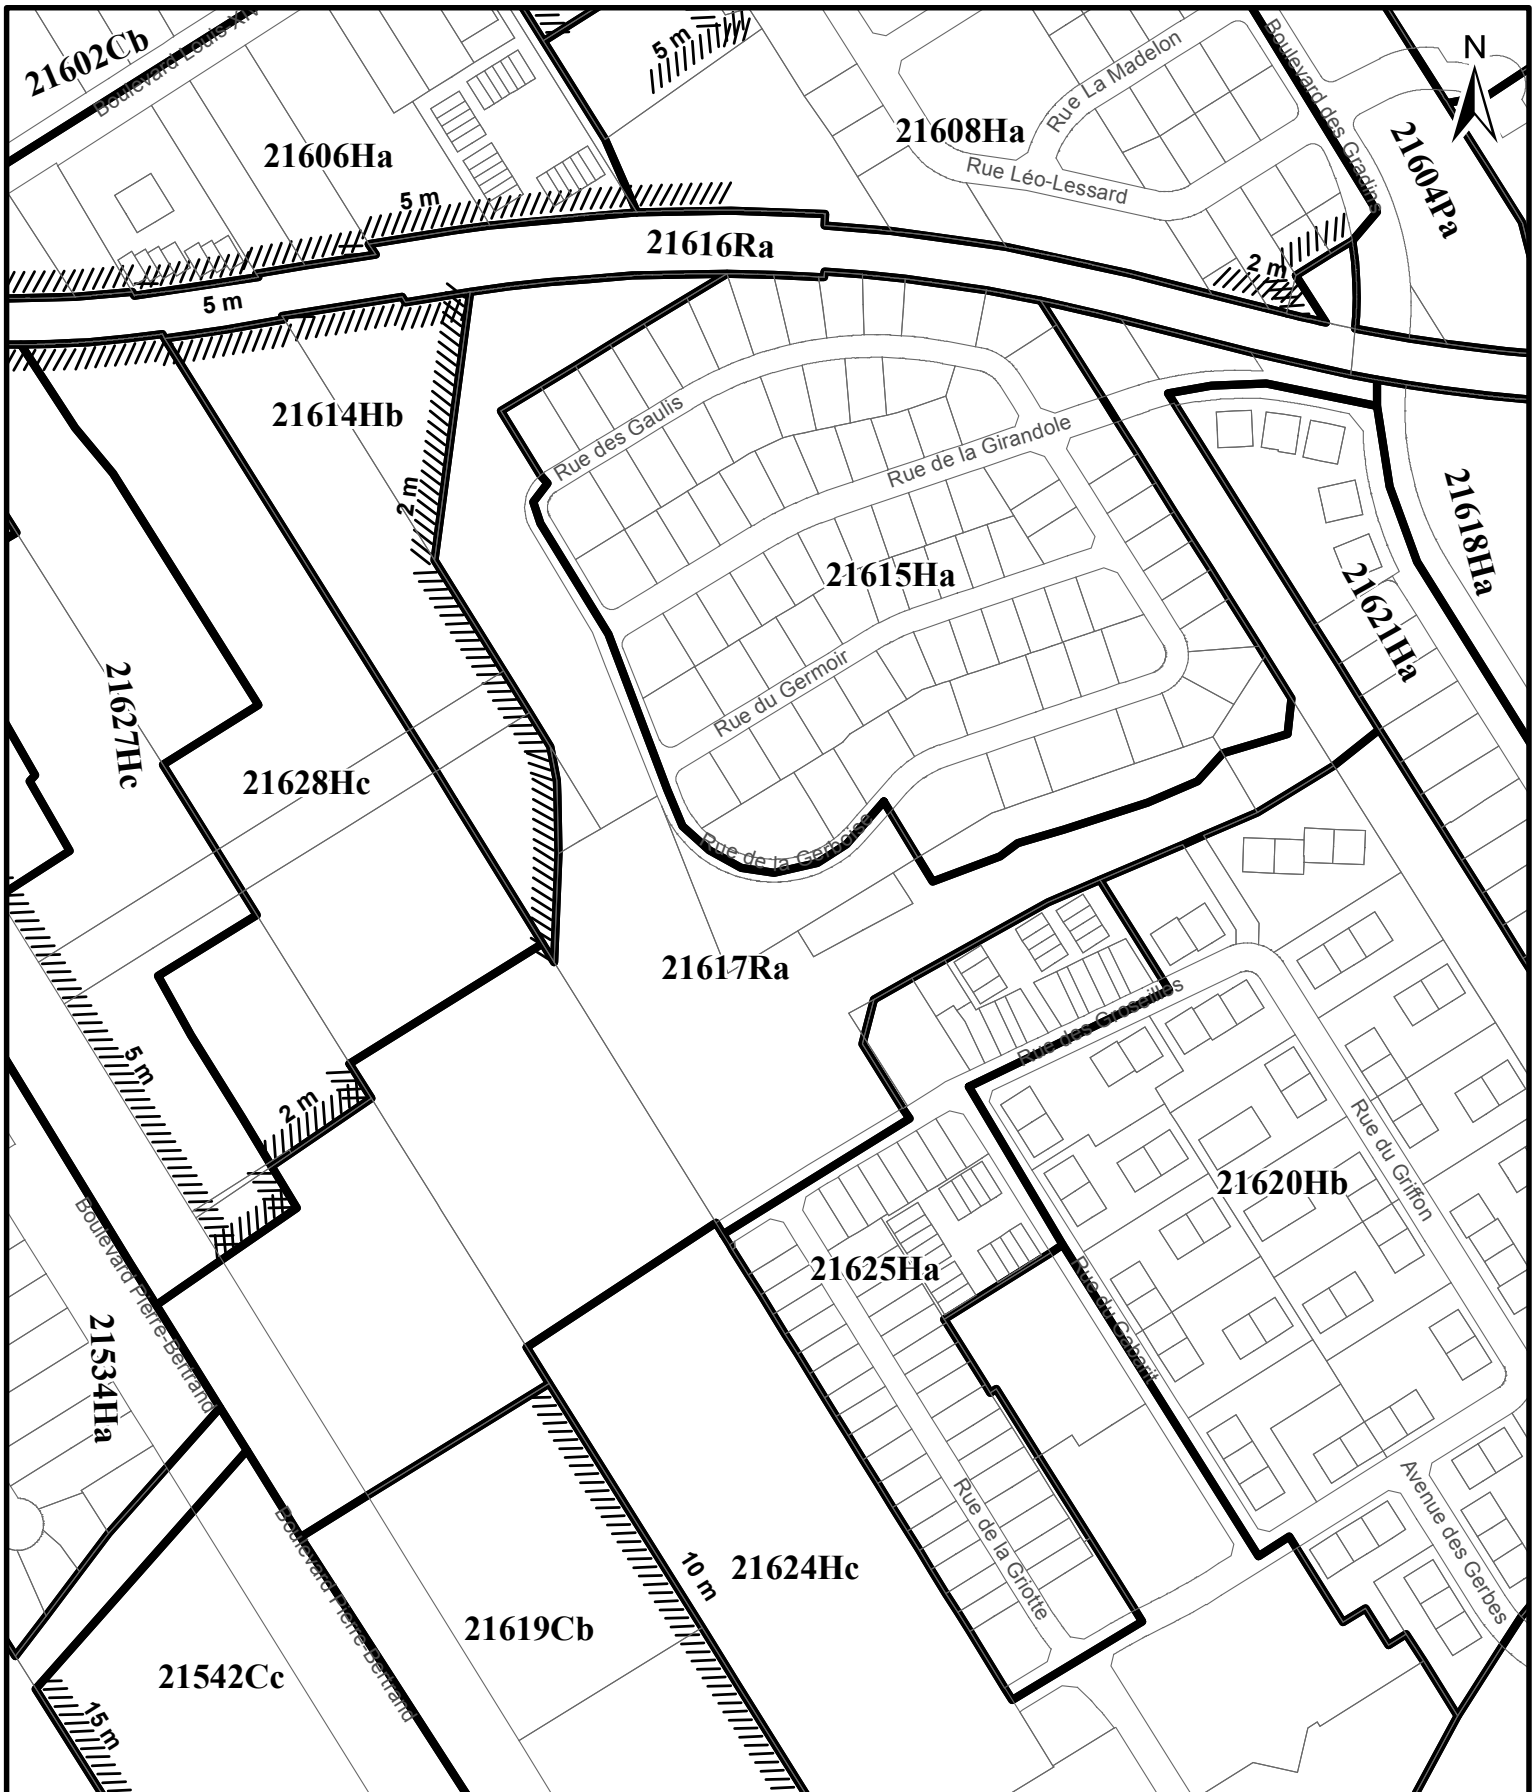 21602Cb
Boulevard Louis-XIV
5 m
Boulevard des Gradins
N
Rue La Madelon
21608Ha
21604Pa
21606Ha
Rue Léo-Lessard
5 m
21616Ra
2 m
5 m
21614Hb
Rue des Gaulis
Rue de la Girandole
2 m
21618Ha
21615Ha
21621Ha
21627Hc
Rue du Germoir
21628Hc
Rue de la Gerboise
21617Ra
Rue des Groseilles
5 m
2 m
Rue du Griffon
21620Hb
Boulevard Pierre-Bertrand
21625Ha
Rue du Gabarit
21534Ha
Avenue des Gerbes
Rue de la Griotte
10 m
21624Hc
Boulevard Pierre-Bertrand
21619Cb
21542Cc
15 m